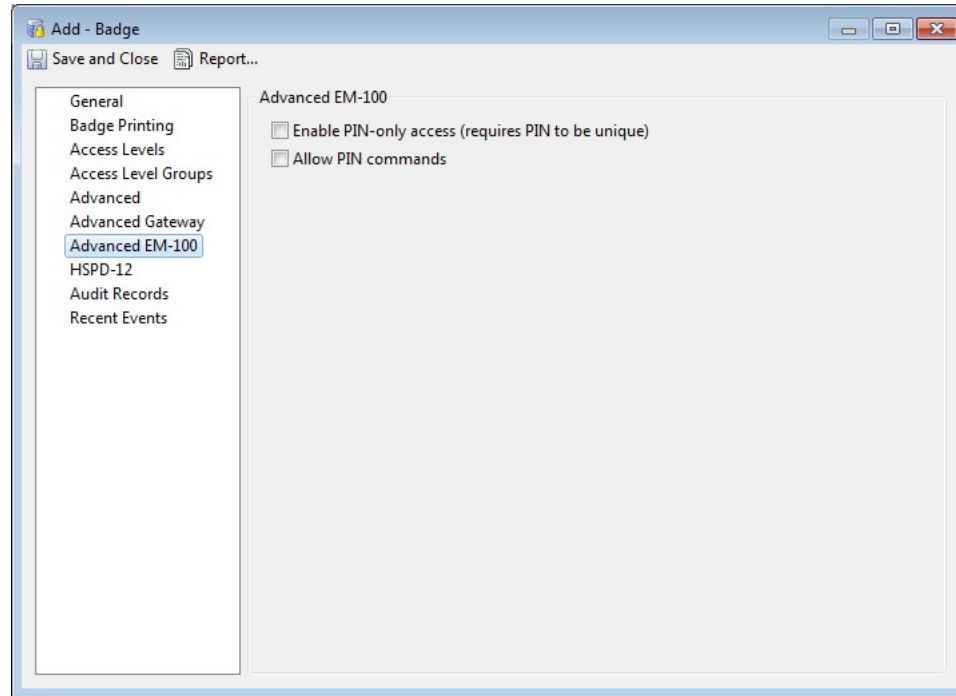 Add - Badge
Save and Close Report...
General
Badge Printing
Access Levels
Access Level Groups
Advanced
Advanced Gateway
Advanced EM-100
HSPD-12
Audit Records
Recent Events
Advanced EM-100
Enable PIN-only access (requires PIN to be unique)
Allow PIN commands